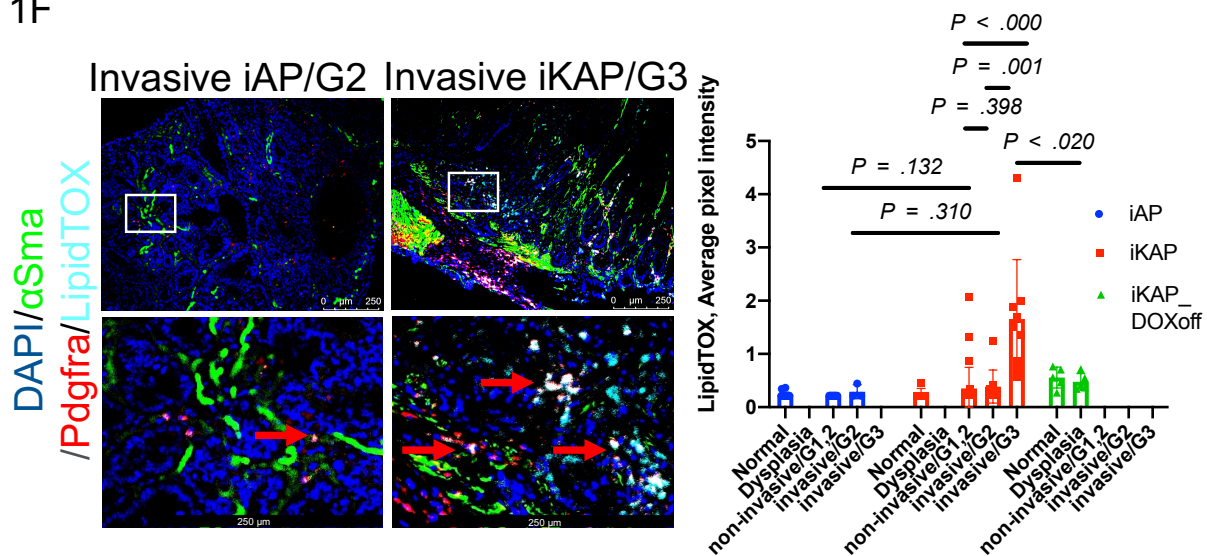 1F
Invasive iAP/G2
Invasive iKAP/G3
DAPI/αSma
/Pdgfra/LipidTOX
0 µm 250
0 µm 250
250 µm
250 µm
P < .000
P = .001
P = .398
P < .020
P = .132
P = .310
LipidTOX, Average pixel intensity
5
4
3
2
1
0
iAP
iKAP
iKAP_
DOXoff
Normal
Dysplasia
non-invasive/G1,2
invasive/G2
invasive/G3
Normal
Dysplasia
non-invasive/G1,2
invasive/G2
invasive/G3
Normal
Dysplasia
non-invasive/G1,2
invasive/G2
invasive/G3